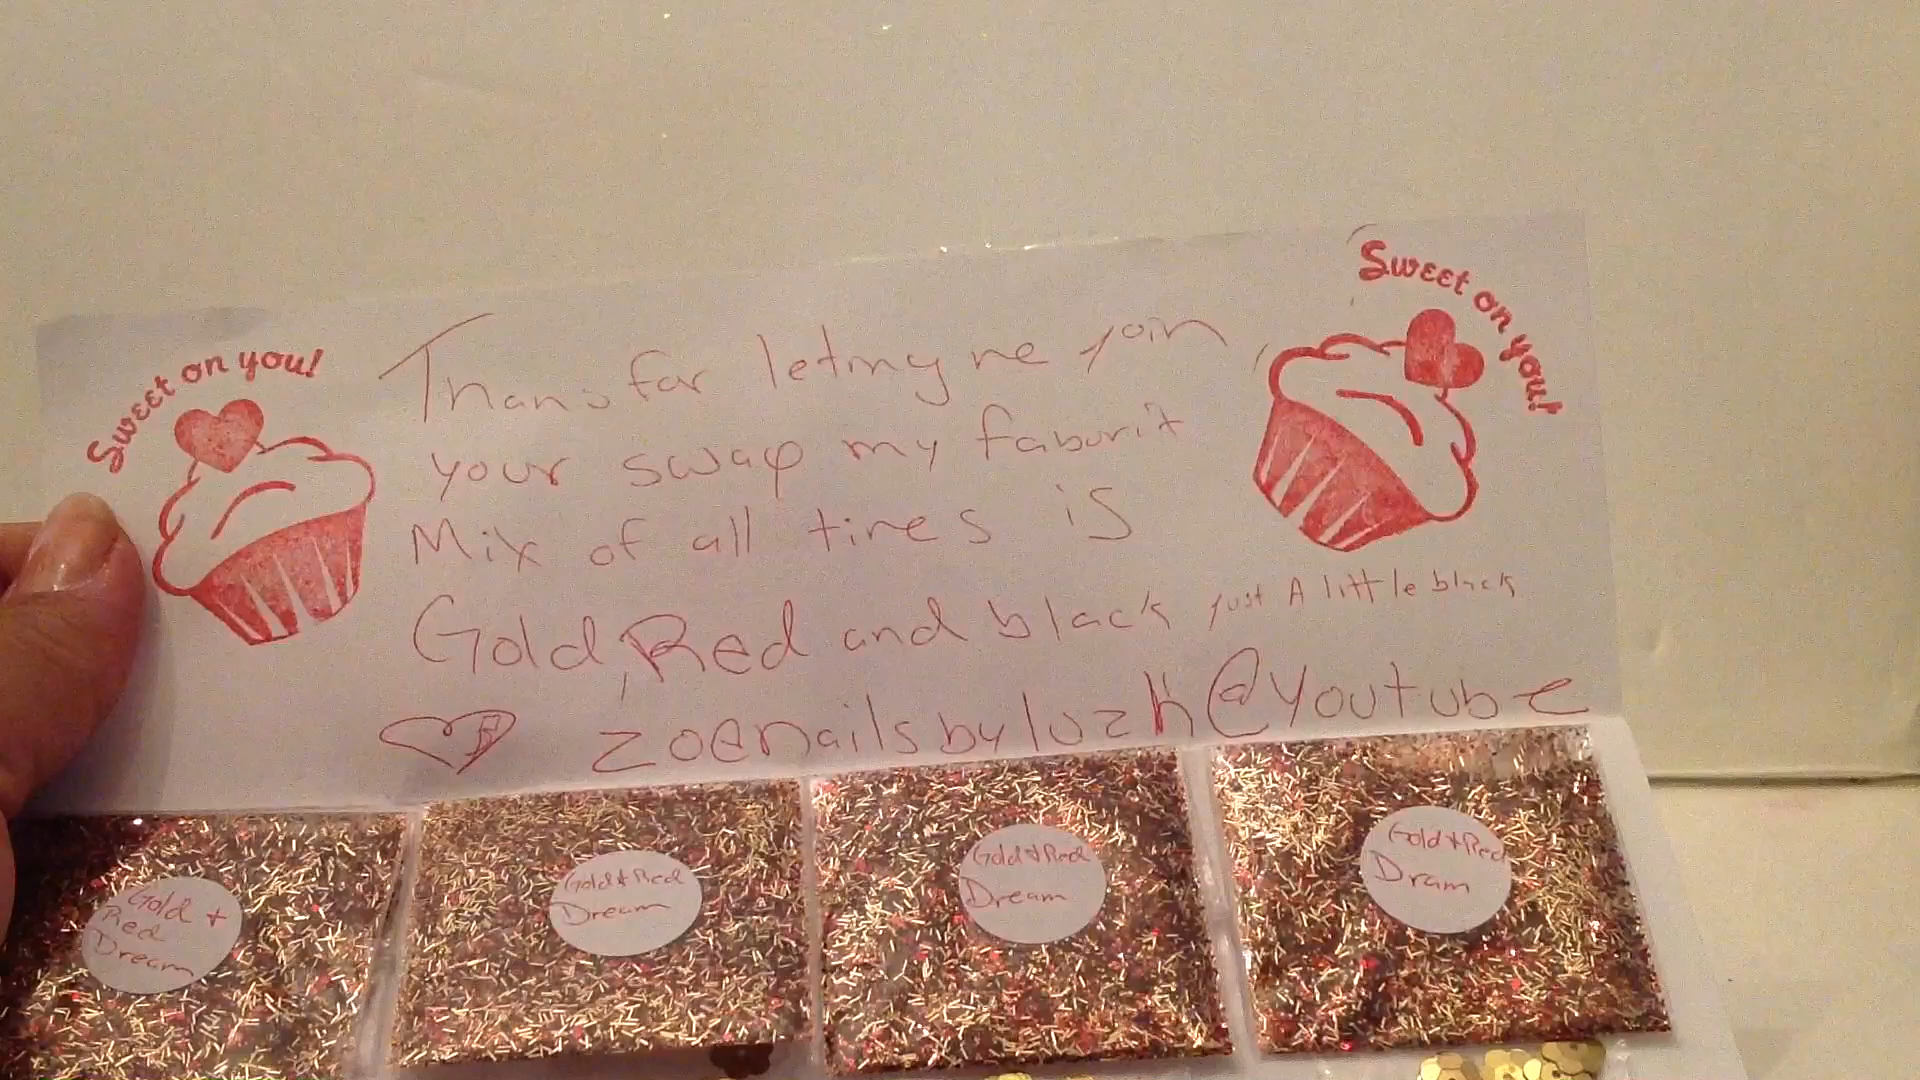 Sweet on you!
Sweet on you!
Thans for letmy me join
your swap my faburit
Mix of all times is
Gold, Red and black just A little black
zoenailsbyluzh@youtube
Gold +
Red
Dream
Gold + Red
Dream
Gold + Red
Dream
Gold + Red
Dram